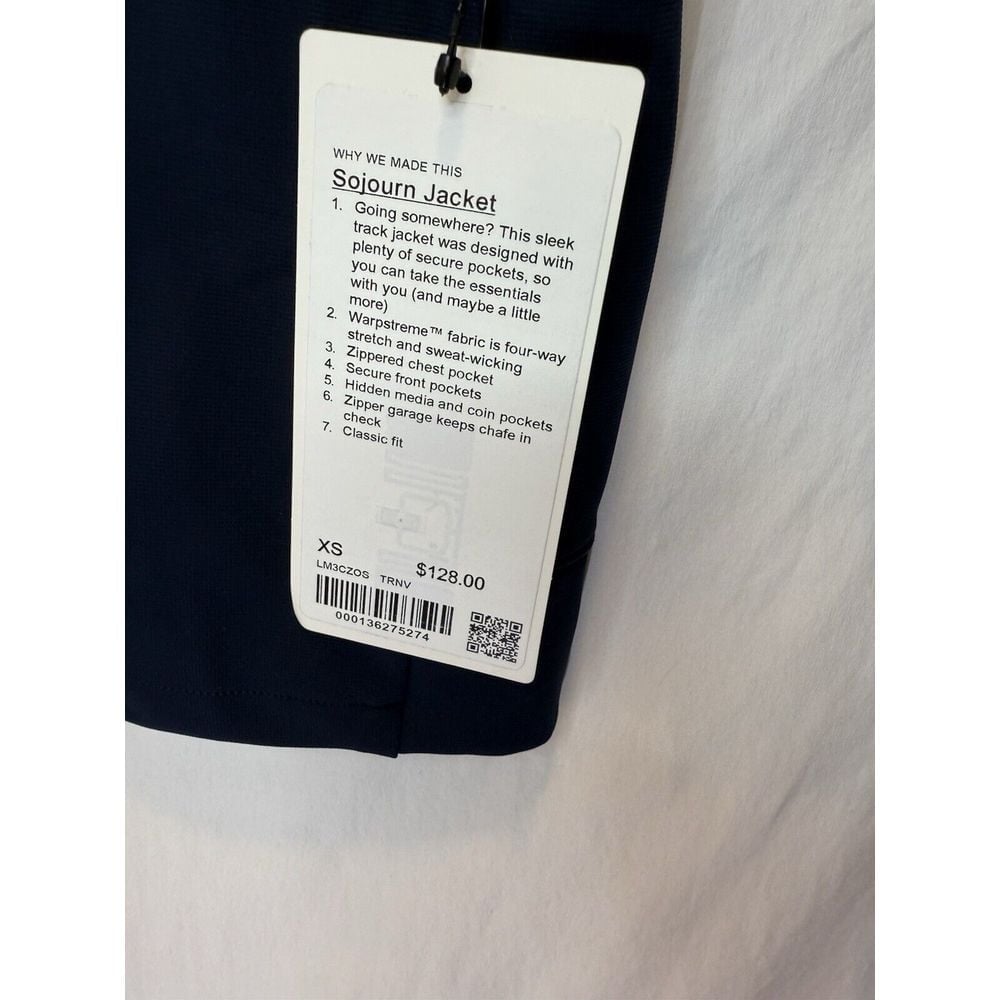 WHY WE MADE THIS
Sojourn Jacket
1. Going somewhere? This sleek
track jacket was designed with
plenty of secure pockets, so
you can take the essentials
with you (and maybe a little
more)
2. Warpstreme™ fabric is four-way
stretch and sweat-wicking
3. Zippered chest pocket
4. Secure front pockets
5. Hidden media and coin pockets
6. Zipper garage keeps chafe in
check
7. Classic fit
XS
$128.00
LM3CZOS TRNV
000136275274